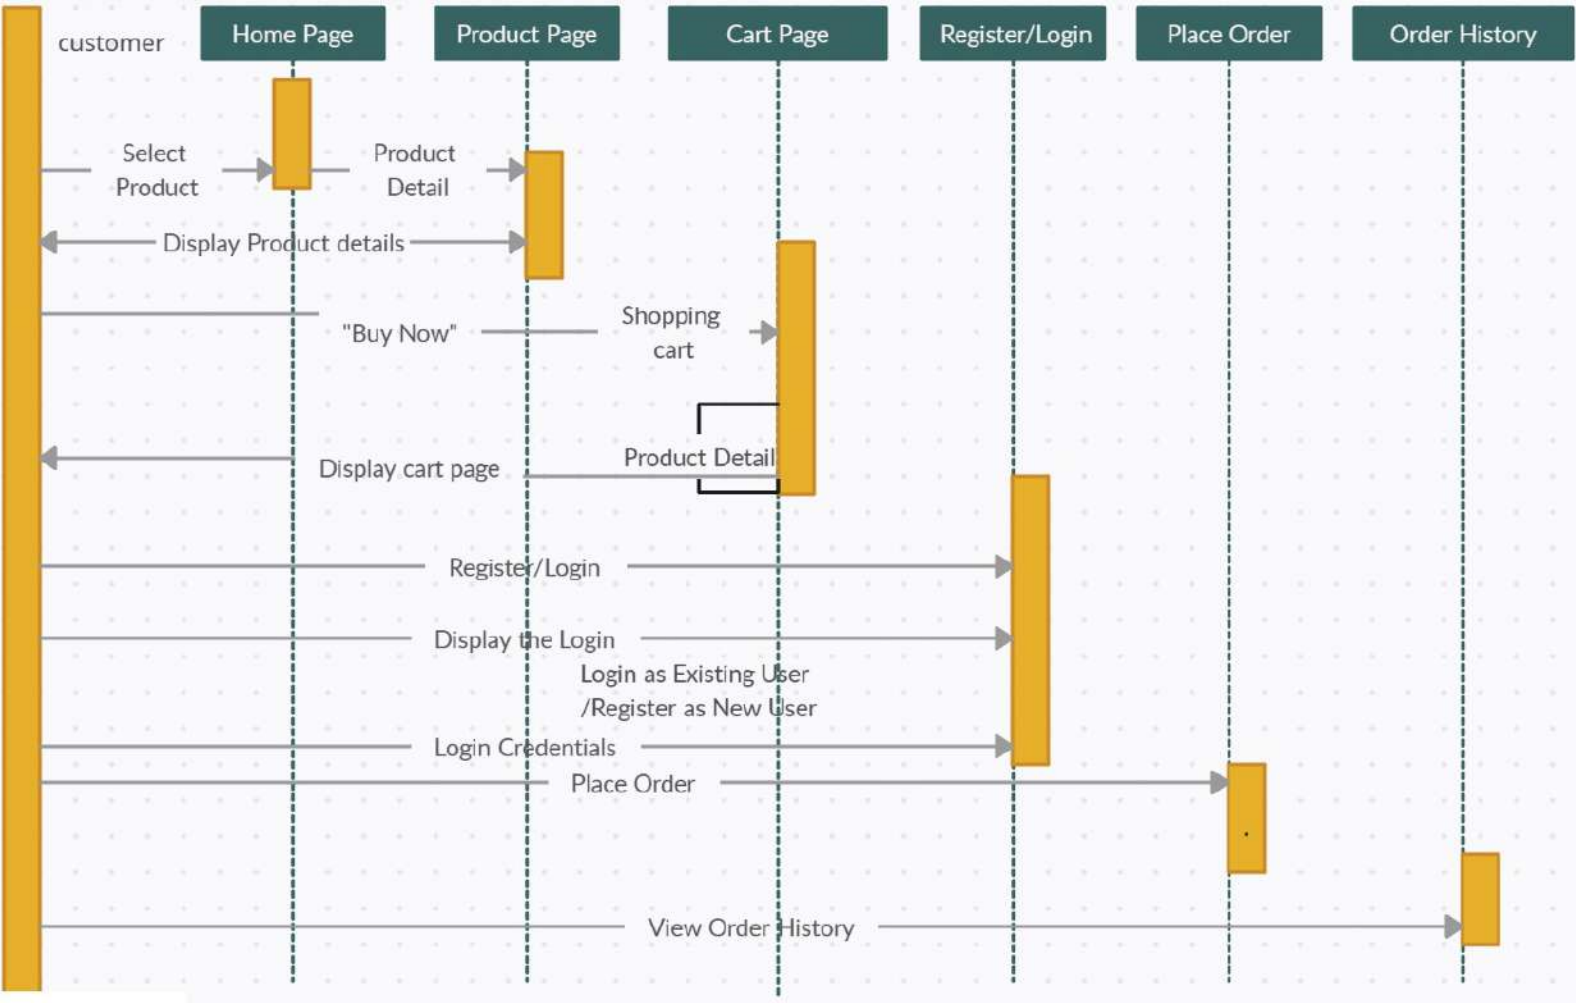 customer
Home Page
Product Page
Cart Page
Register/Login
Place Order
Order History
Select
Product
Product
Detail
Display Product details
"Buy Now"
Shopping
cart
Product Detail
Display cart page
Register/Login
Display the Login
Login as Existing User
/Register as New User
Login Credentials
Place Order
.
View Order History